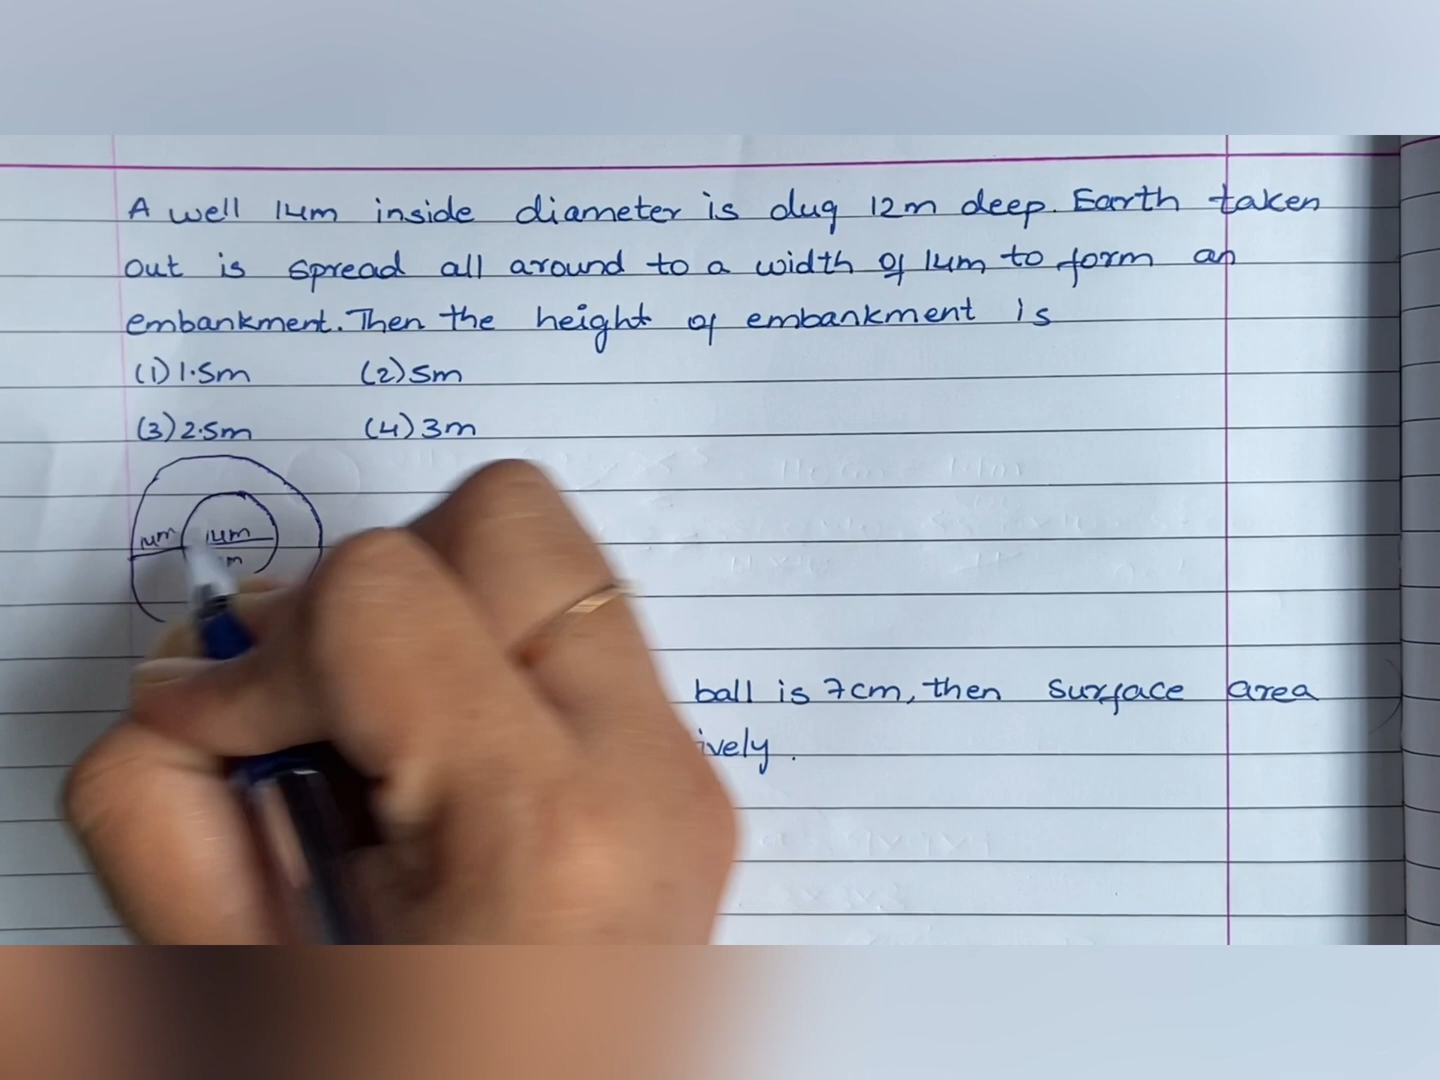 A well 14m inside diameter is dug 12m deep. Earth taken
out is spread all around to a width of 14m to form an
embankment. Then the height of embankment is
(1) 1.5m (2) 5m
(3) 2.5m (4) 3m
14m 14m
m
ball is 7cm, then surface area
ively.